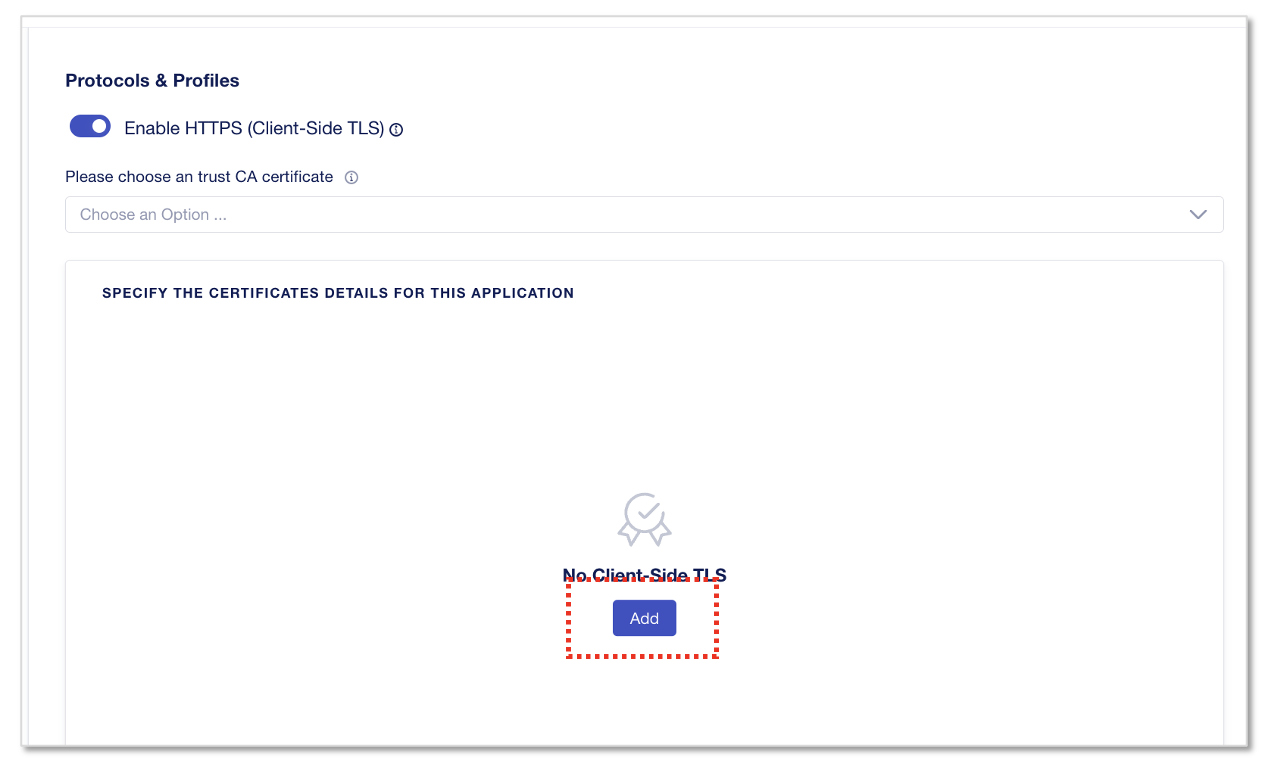 Protocols & Profiles
Enable HTTPS (Client-Side TLS)
Please choose an trust CA certificate
Choose an Option ...
SPECIFY THE CERTIFICATES DETAILS FOR THIS APPLICATION
No Client-Side TLS
Add